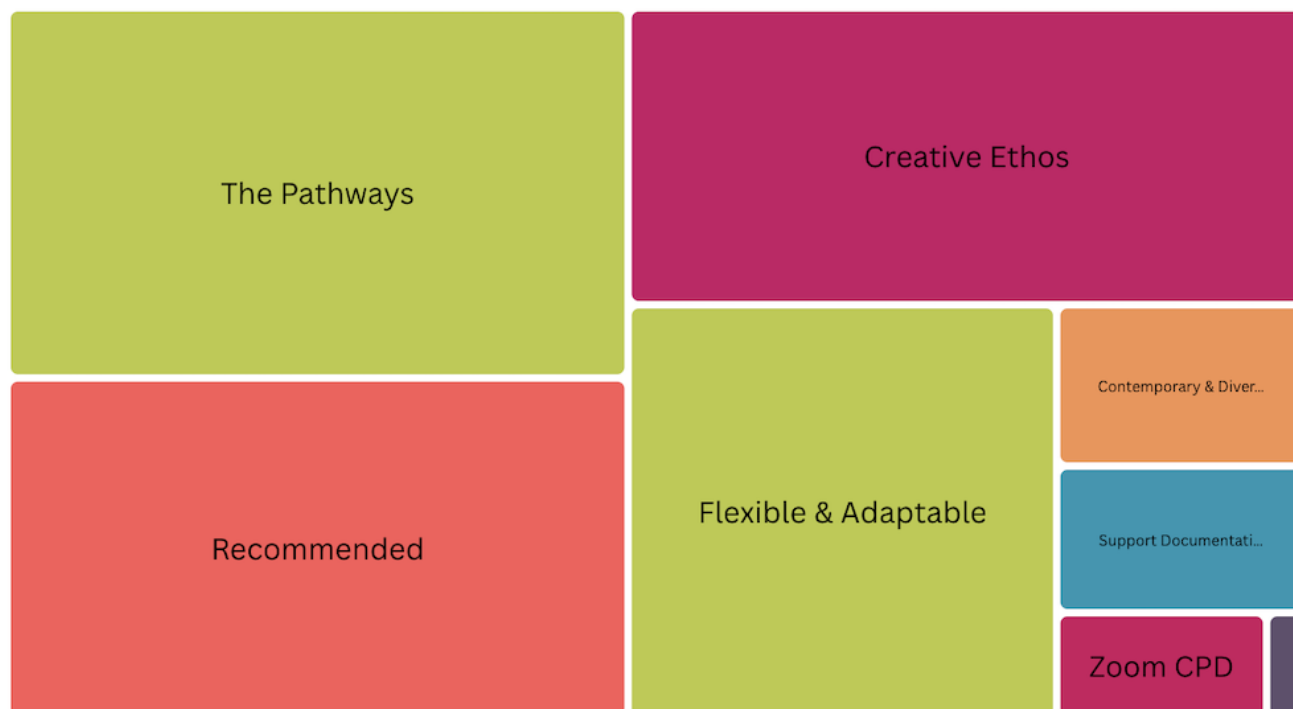 The Pathways
Creative Ethos
Recommended
Flexible & Adaptable
Contemporary & Diver...
Support Documentati...
Zoom CPD